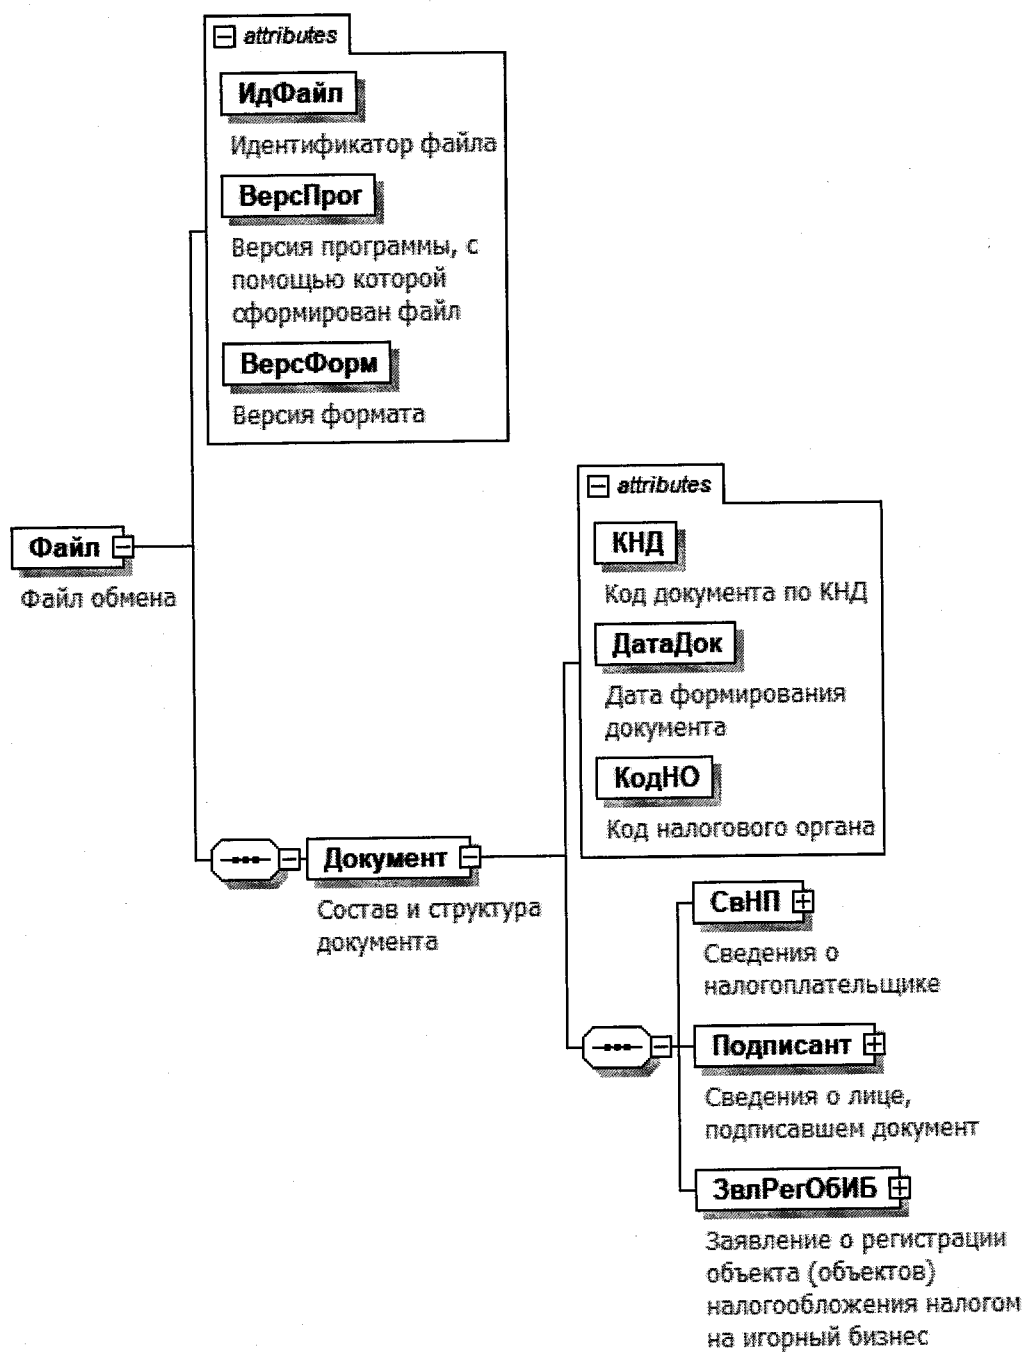 attributes
ИдФайл
Идентификатор файла
ВерсПрог
Версия программы, с
помощью которой
сформирован файл
ВерсФорм
Версия формата
Файл
Файл обмена
attributes
КНД
Код документа по КНД
ДатаДок
Дата формирования
документа
КодНО
Код налогового органа
Документ
Состав и структура
документа
СвНП
Сведения о
налогоплательщике
Подписант
Сведения о лице,
подписавшем документ
ЗвлРегОбИБ
Заявление о регистрации
объекта (объектов)
налогообложения налогом
на игорный бизнес